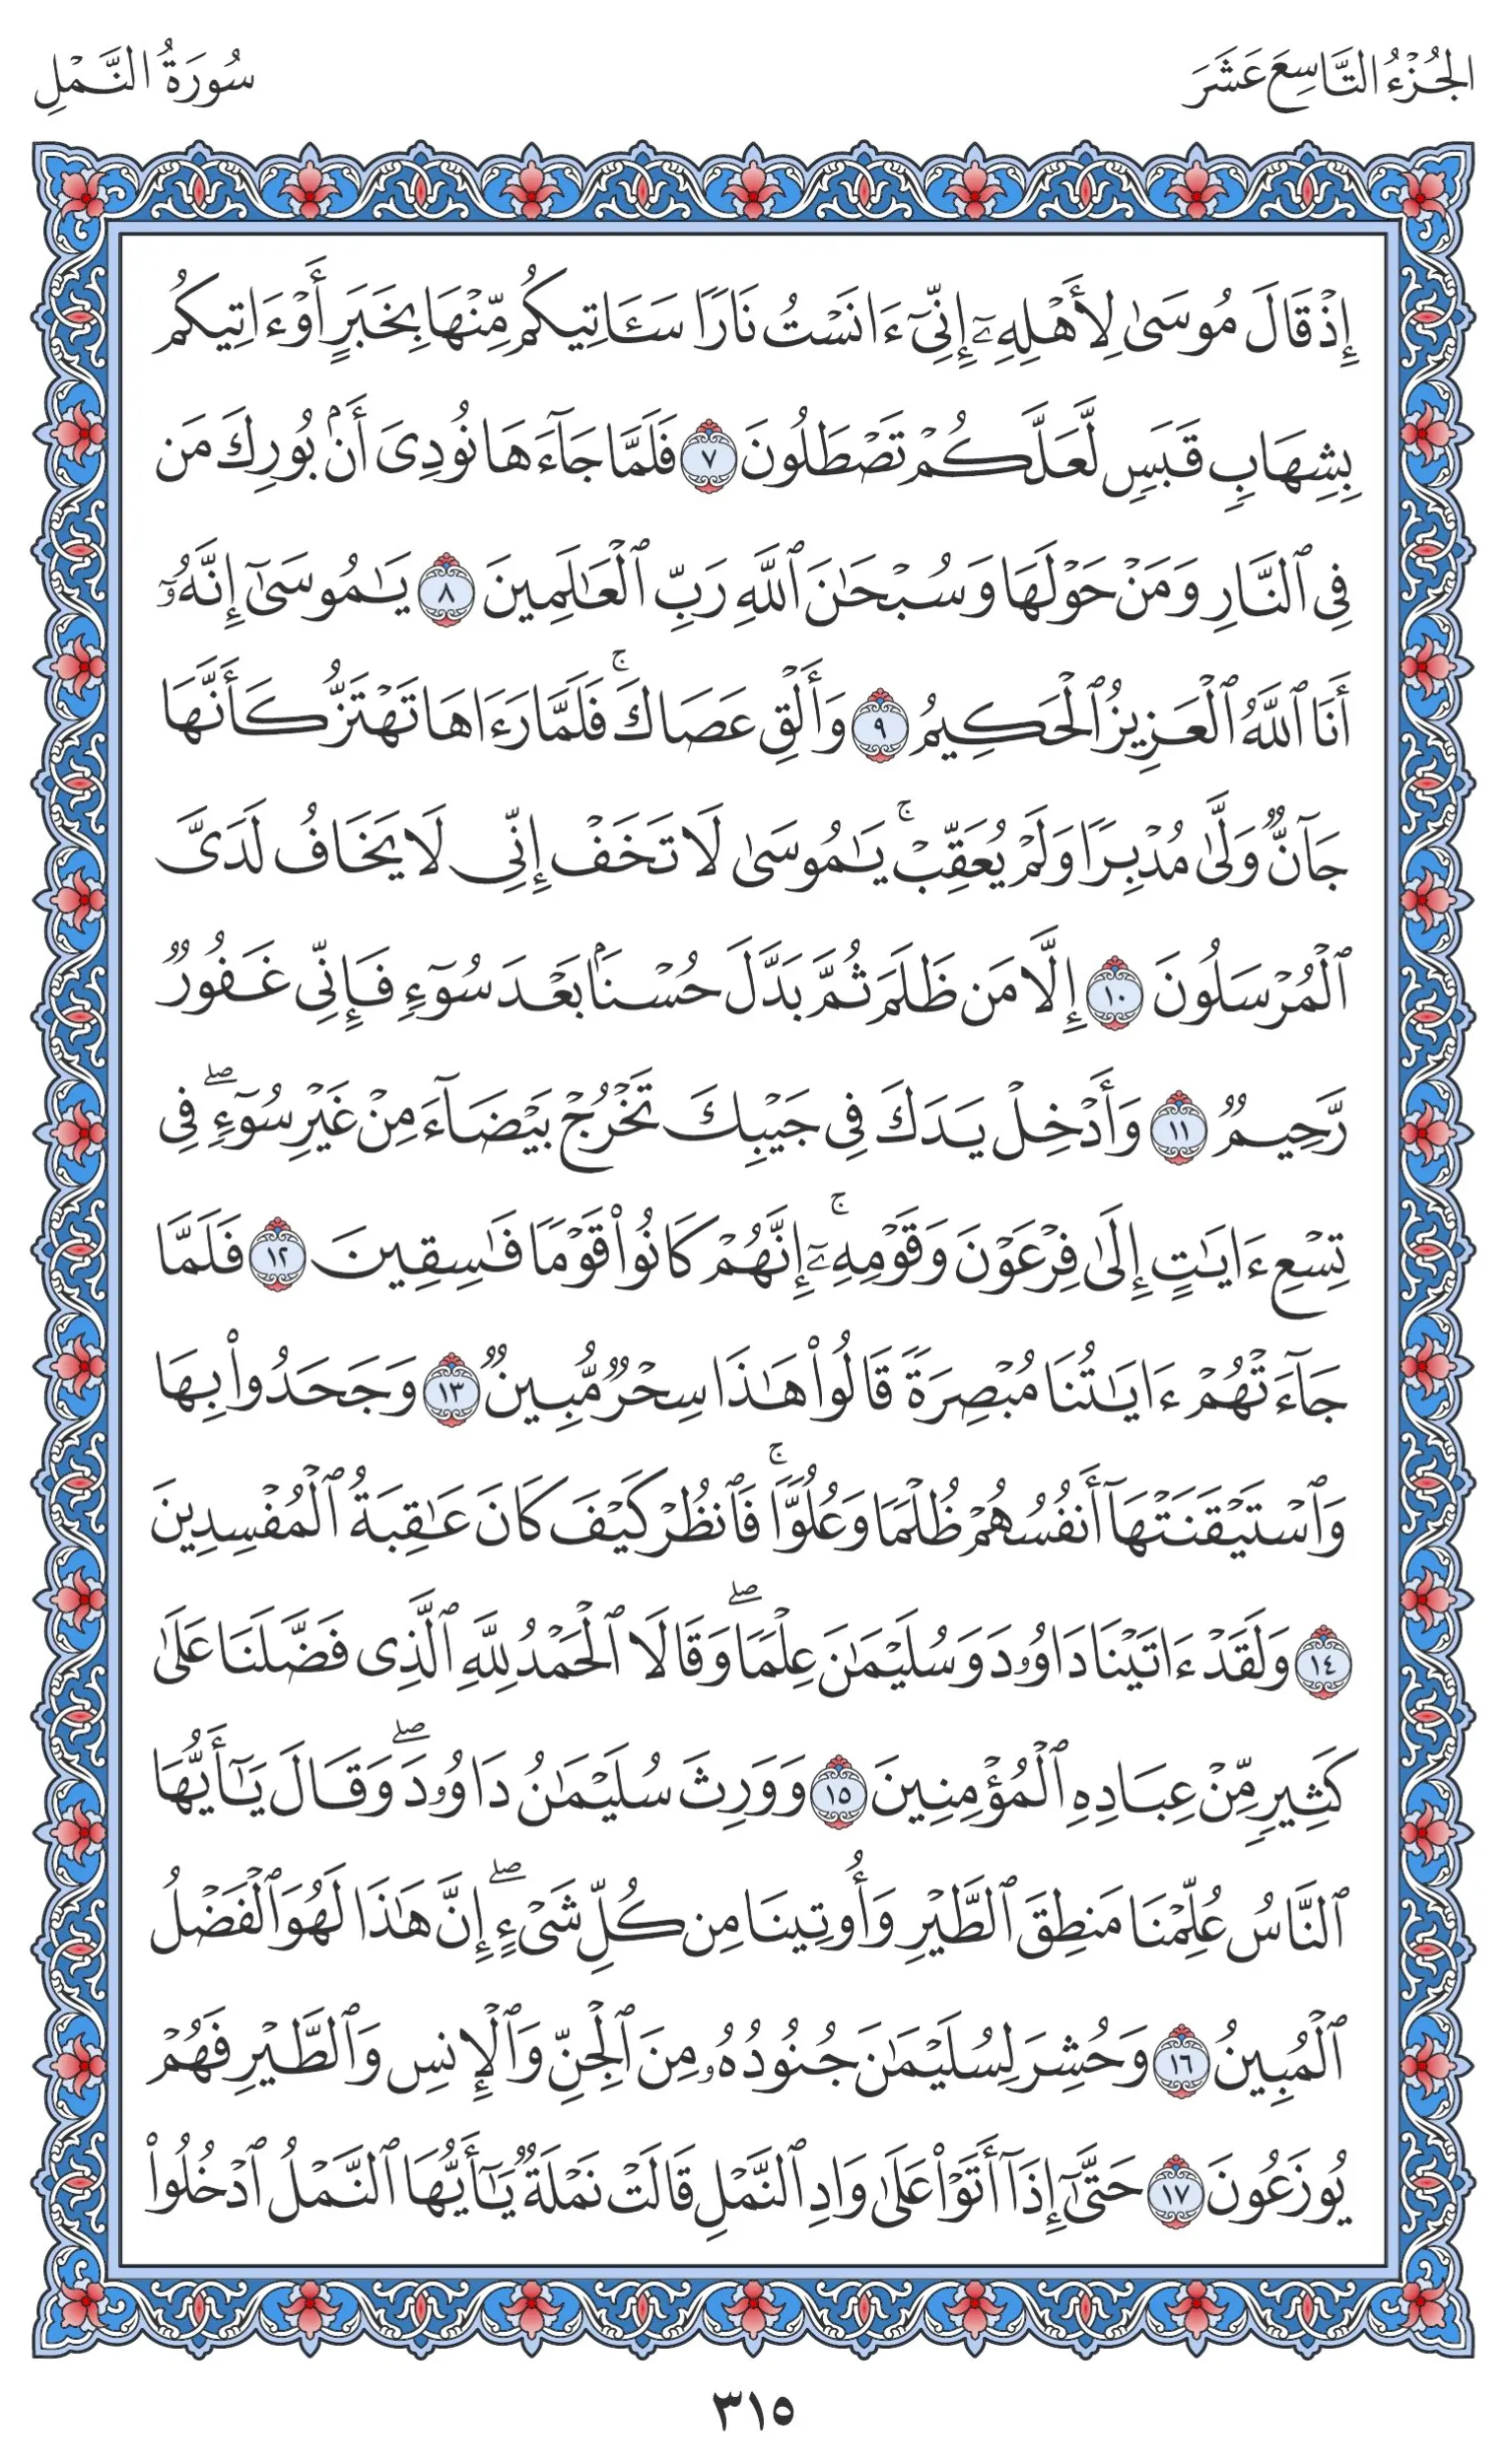 الجُزْءُ التَّاسِعَ عَشَرَ
سُورَةُ النَّمْلِ
إِذْ قَالَ مُوسَىٰ لِأَهْلِهِۦٓ إِنِّىٓ ءَانَسْتُ نَارًا سَـَٔاتِيكُم مِّنْهَا بِخَبَرٍ أَوْ ءَاتِيكُم
بِشِهَابٍ قَبَسٍ لَّعَلَّكُمْ تَصْطَلُونَ ٧ فَلَمَّا جَآءَهَا نُودِىَ أَنۢ بُورِكَ مَن
فِى ٱلنَّارِ وَمَنْ حَوْلَهَا وَسُبْحَـٰنَ ٱللَّهِ رَبِّ ٱلْعَـٰلَمِينَ ٨ يَـٰمُوسَىٰٓ إِنَّهُۥٓ
أَنَا ٱللَّهُ ٱلْعَزِيزُ ٱلْحَكِيمُ ٩ وَأَلْقِ عَصَاكَ ۚ فَلَمَّا رَءَاهَا تَهْتَزُّ كَأَنَّهَا
جَآنٌّ وَلَّىٰ مُدْبِرًا وَلَمْ يُعَقِّبْ ۚ يَـٰمُوسَىٰ لَا تَخَفْ إِنِّى لَا يَخَافُ لَدَىَّ
ٱلْمُرْسَلُونَ ١٠ إِلَّا مَن ظَلَمَ ثُمَّ بَدَّلَ حُسْنًۢا بَعْدَ سُوٓءٍ فَإِنِّى غَفُورٌ
رَّحِيمٌ ١١ وَأَدْخِلْ يَدَكَ فِى جَيْبِكَ تَخْرُجْ بَيْضَآءَ مِنْ غَيْرِ سُوٓءٍ ۖ فِى
تِسْعِ ءَايَـٰتٍ إِلَىٰ فِرْعَوْنَ وَقَوْمِهِۦٓ ۚ إِنَّهُمْ كَانُوا۟ قَوْمًا فَـٰسِقِينَ ١٢ فَلَمَّا
جَآءَتْهُمْ ءَايَـٰتُنَا مُبْصِرَةً قَالُوا۟ هَـٰذَا سِحْرٌ مُّبِينٌ ١٣ وَجَحَدُوا۟ بِهَا
وَٱسْتَيْقَنَتْهَآ أَنفُسُهُمْ ظُلْمًا وَعُلُوًّا ۚ فَٱنظُرْ كَيْفَ كَانَ عَـٰقِبَةُ ٱلْمُفْسِدِينَ
١٤ وَلَقَدْ ءَاتَيْنَا دَاوُۥدَ وَسُلَيْمَـٰنَ عِلْمًا ۖ وَقَالَا ٱلْحَمْدُ لِلَّهِ ٱلَّذِى فَضَّلَنَا عَلَىٰ
كَثِيرٍ مِّنْ عِبَادِهِ ٱلْمُؤْمِنِينَ ١٥ وَوَرِثَ سُلَيْمَـٰنُ دَاوُۥدَ ۖ وَقَالَ يَـٰٓأَيُّهَا
ٱلنَّاسُ عُلِّمْنَا مَنطِقَ ٱلطَّيْرِ وَأُوتِينَا مِن كُلِّ شَىْءٍ ۖ إِنَّ هَـٰذَا لَهُوَ ٱلْفَضْلُ
ٱلْمُبِينُ ١٦ وَحُشِرَ لِسُلَيْمَـٰنَ جُنُودُهُۥ مِنَ ٱلْجِنِّ وَٱلْإِنسِ وَٱلطَّيْرِ فَهُمْ
يُوزَعُونَ ١٧ حَتَّىٰٓ إِذَآ أَتَوْا۟ عَلَىٰ وَادِ ٱلنَّمْلِ قَالَتْ نَمْلَةٌ يَـٰٓأَيُّهَا ٱلنَّمْلُ ٱدْخُلُوا۟
٣١٥